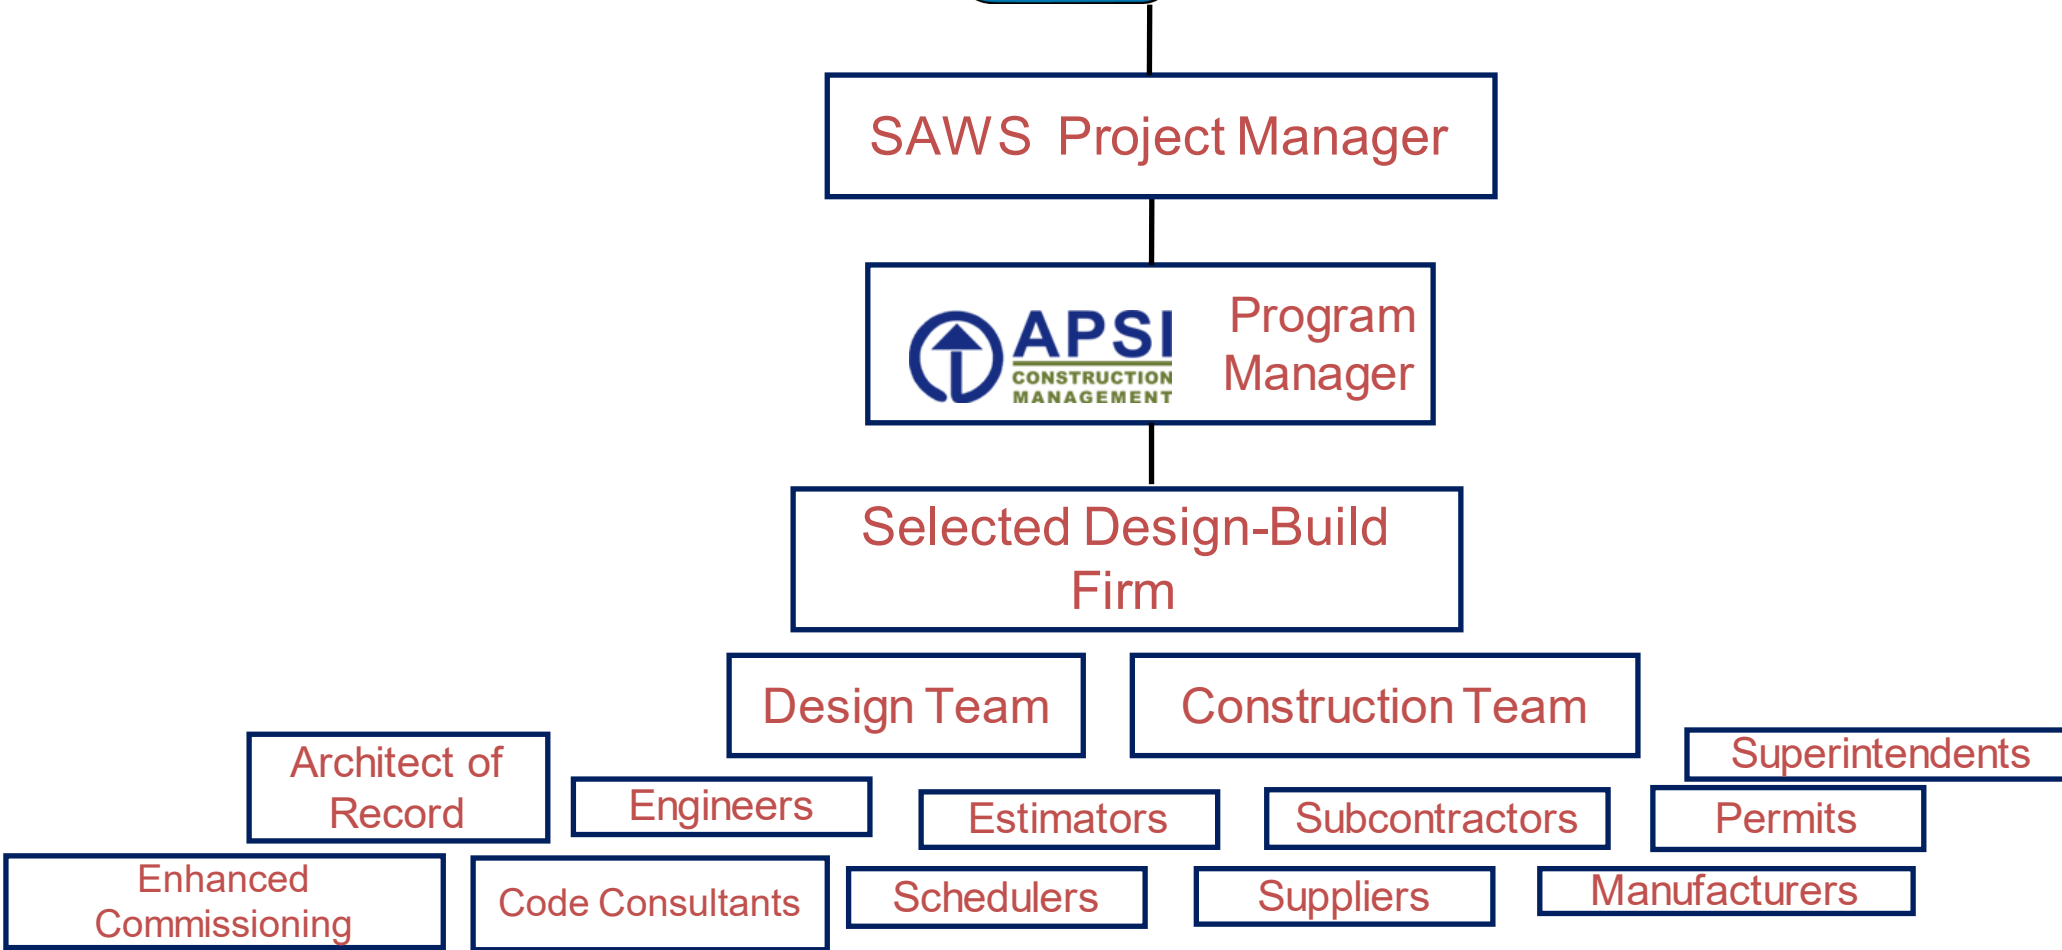 SAWS Project Manager
APSI
CONSTRUCTION
MANAGEMENT
Program
Manager
Selected Design-Build
Firm
Design Team
Construction Team
Architect of
Record
Engineers
Estimators
Subcontractors
Superintendents
Permits
Enhanced
Commissioning
Code Consultants
Schedulers
Suppliers
Manufacturers